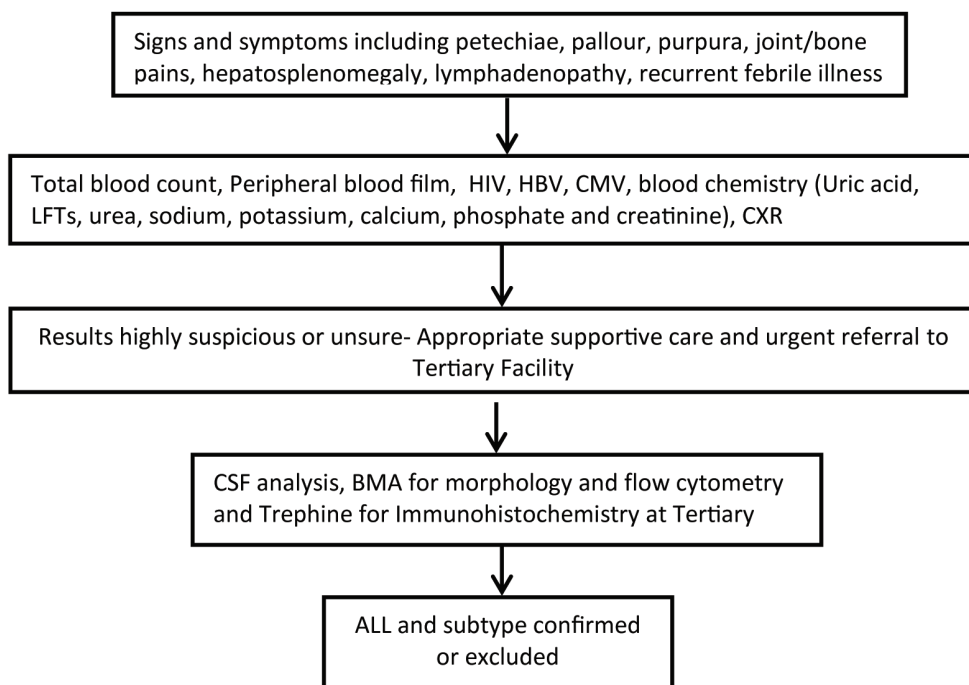 Signs and symptoms including petechiae, pallour, purpura, joint/bone
pains, hepatosplenomegaly, lymphadenopathy, recurrent febrile illness
Total blood count, Peripheral blood film, HIV, HBV, CMV, blood chemistry (Uric acid,
LFTs, urea, sodium, potassium, calcium, phosphate and creatinine), CXR
Results highly suspicious or unsure- Appropriate supportive care and urgent referral to
Tertiary Facility
CSF analysis, BMA for morphology and flow cytometry
and Trephine for Immunohistochemistry at Tertiary
ALL and subtype confirmed
or excluded